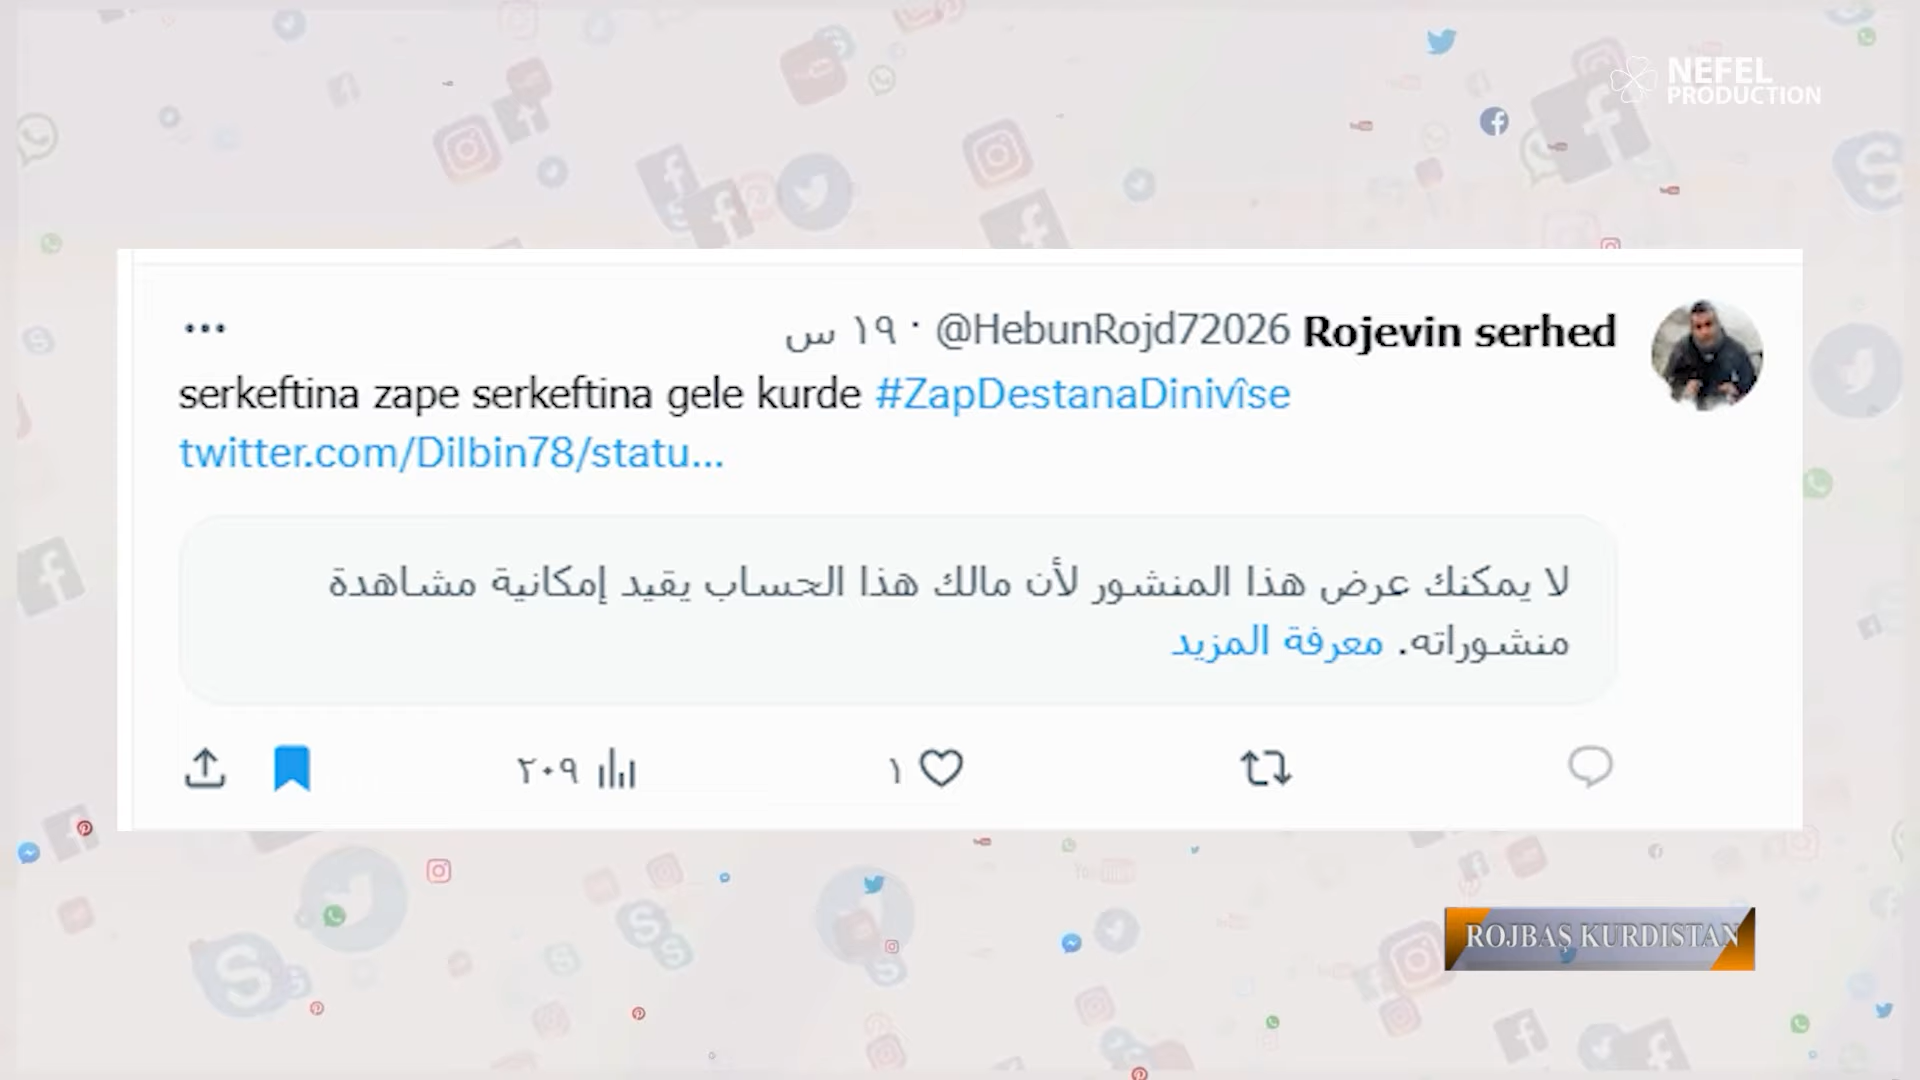 NEFEL
PRODUCTION
Rojevin serhed @HebunRojd72026 · ١٩ س
serkeftina zape serkeftina gele kurde #ZapDestanaDinivîse
twitter.com/Dilbin78/statu...
لا يمكنك عرض هذا المنشور لأن مالك هذا الحساب يقيد إمكانية مشاهدة
منشوراته. معرفة المزيد
١ ٢٠٩
ROJBAŞ KURDISTAN